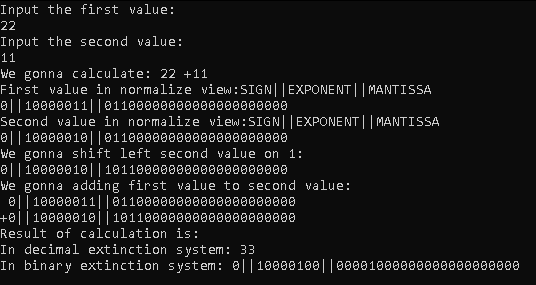 Input the first value:
22
Input the second value:
11
We gonna calculate: 22 +11
First value in normalize view:SIGN||EXPONENT||MANTISSA
0||10000011||01100000000000000000000
Second value in normalize view:SIGN||EXPONENT||MANTISSA
0||10000010||01100000000000000000000
We gonna shift left second value on 1:
0||10000010||10110000000000000000000
We gonna adding first value to second value:
 0||10000011||01100000000000000000000
+0||10000010||10110000000000000000000
Result of calculation is:
In decimal extinction system: 33
In binary extinction system: 0||10000100||00001000000000000000000